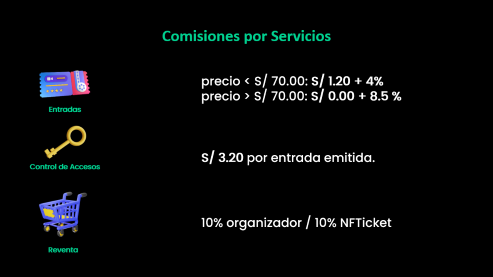 Comisiones por Servicios
precio < S/ 70.00: S/ 1.20 + 4%
precio > S/ 70.00: S/ 0.00 + 8.5 %
Entradas
S/ 3.20 por entrada emitida.
Control de Accesos
10% organizador / 10% NFTicket
Reventa